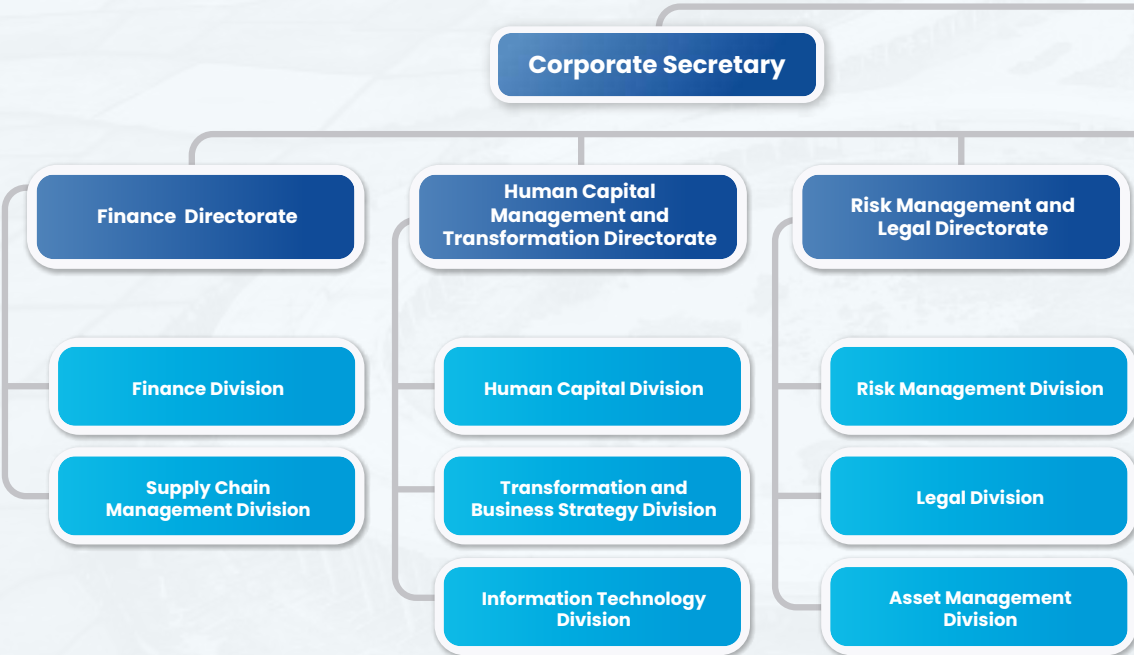 Corporate Secretary
Finance Directorate
Human Capital
Management and
Transformation Directorate
Risk Management and
Legal Directorate
Finance Division
Human Capital Division
Risk Management Division
Supply Chain
Management Division
Transformation and
Business Strategy Division
Legal Division
Information Technology
Division
Asset Management
Division